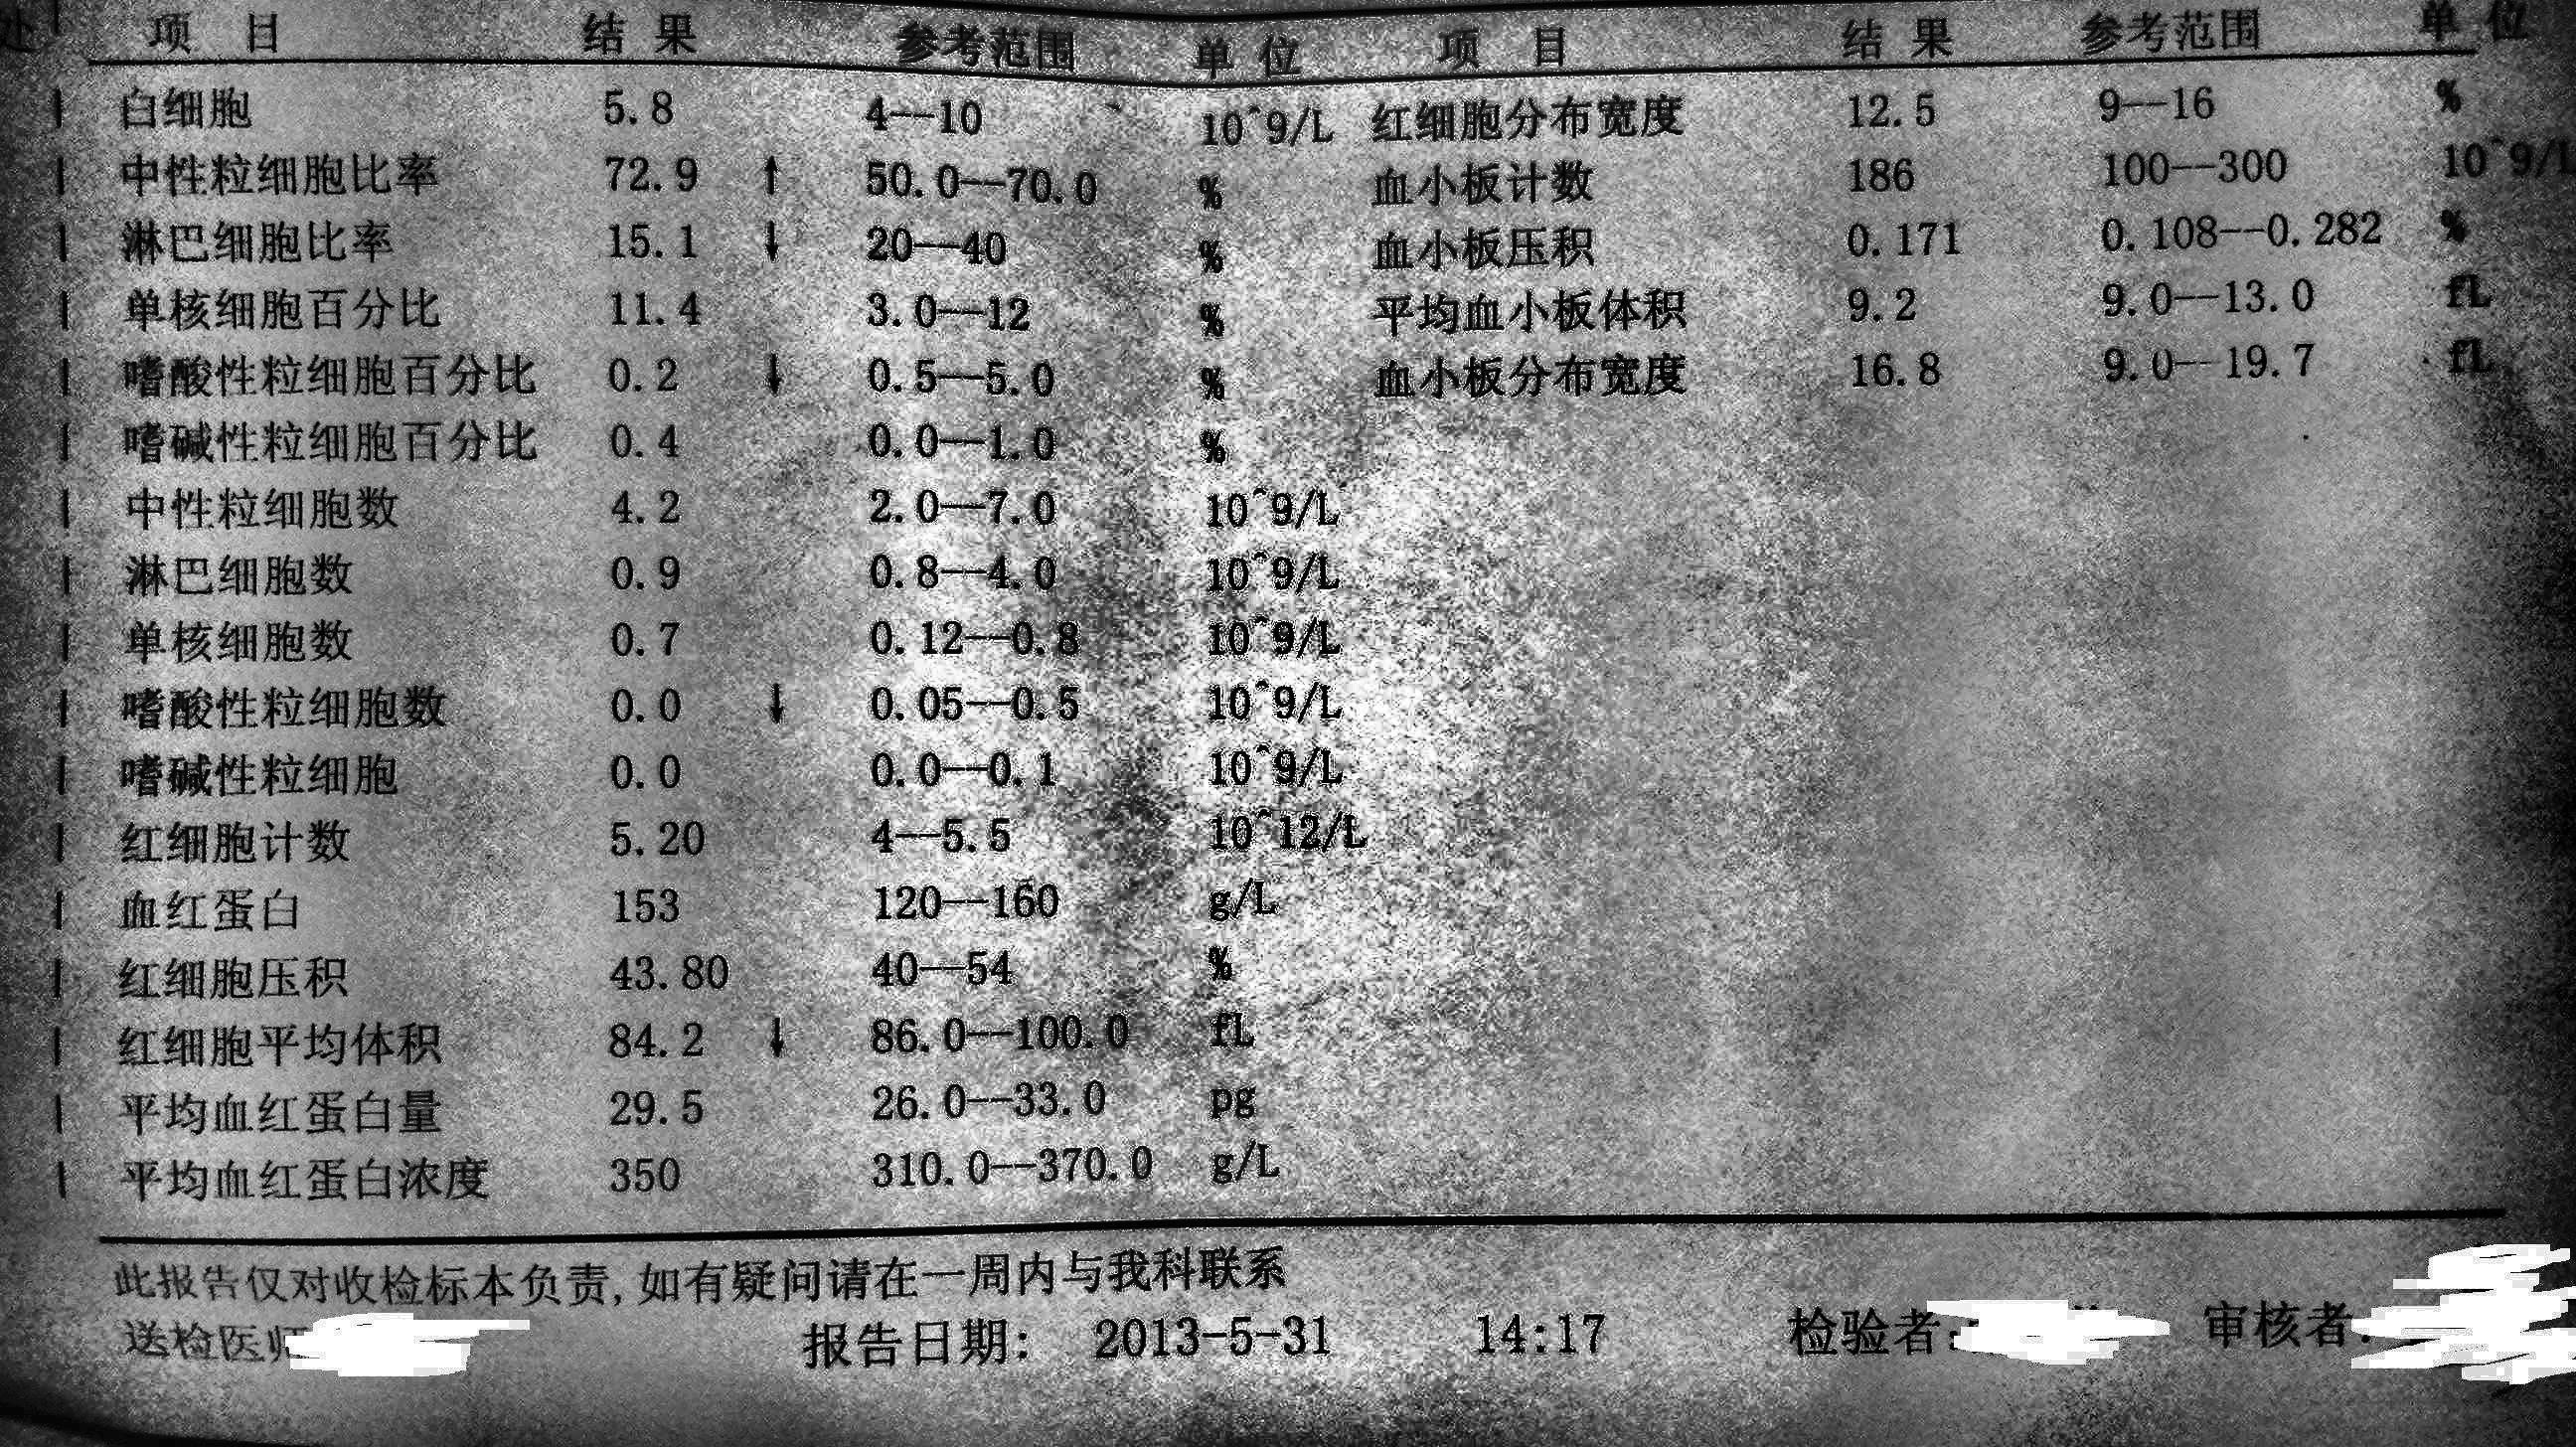 项 目 结 果 参考范围 单 位 项 目 结 果 参考范围 单 位
白细胞 5.8 4--10 10^9/L 红细胞分布宽度 12.5 9--16 %
中性粒细胞比率 72.9 ↑ 50.0--70.0 % 血小板计数 186 100--300 10^9/L
淋巴细胞比率 15.1 ↓ 20--40 % 血小板压积 0.171 0.108--0.282 %
单核细胞百分比 11.4 3.0--12 % 平均血小板体积 9.2 9.0--13.0 fL
嗜酸性粒细胞百分比 0.2 ↓ 0.5--5.0 % 血小板分布宽度 16.8 9.0--19.7 fL
嗜碱性粒细胞百分比 0.4 0.0--1.0 %
中性粒细胞数 4.2 2.0--7.0 10^9/L
淋巴细胞数 0.9 0.8--4.0 10^9/L
单核细胞数 0.7 0.12--0.8 10^9/L
嗜酸性粒细胞数 0.0 ↓ 0.05--0.5 10^9/L
嗜碱性粒细胞 0.0 0.0--0.1 10^9/L
红细胞计数 5.20 4--5.5 10^12/L
血红蛋白 153 120--160 g/L
红细胞压积 43.80 40--54 %
红细胞平均体积 84.2 ↓ 86.0--100.0 fL
平均血红蛋白量 29.5 26.0--33.0 pg
平均血红蛋白浓度 350 310.0--370.0 g/L
此报告仅对收检标本负责,如有疑问请在一周内与我科联系
送检医师 报告日期: 2013-5-31 14:17 检验者: 审核者: